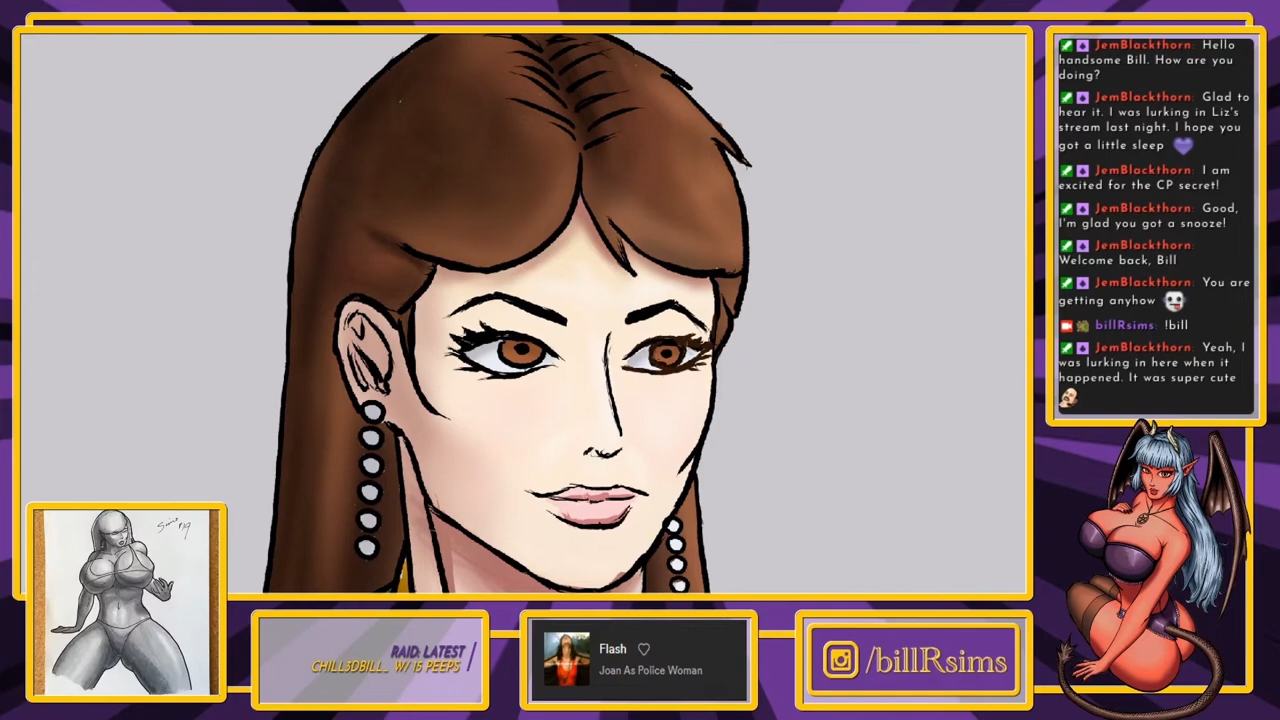 JemBlackthorn: Hello
handsome Bill. How are you
doing?
JemBlackthorn: Glad to
hear it. I was lurking in Liz's
stream last night. I hope you
got a little sleep
JemBlackthorn: I am
excited for the CP secret!
JemBlackthorn: Good,
I'm glad you got a snooze!
JemBlackthorn:
Welcome back, Bill
JemBlackthorn: You are
getting anyhow
billRsims: !bill
JemBlackthorn: Yeah, I
was lurking in here when it
happened. It was super cute
RAID: LATEST
CHILL3DBILL.. W/ 15 PEEPS
Flash
Joan As Police Woman
/billRsims